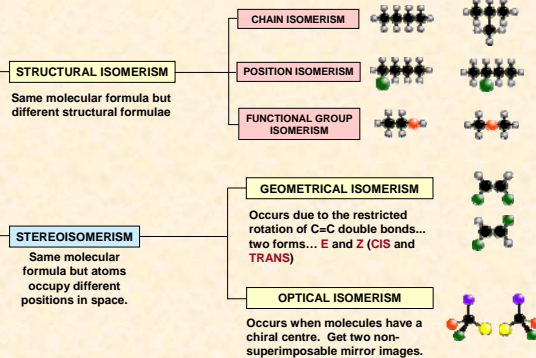 CHAIN ISOMERISM
STRUCTURAL ISOMERISM
POSITION ISOMERISM
Same molecular formula but
different structural formulae
FUNCTIONAL GROUP
ISOMERISM
GEOMETRICAL ISOMERISM
Occurs due to the restricted
rotation of C=C double bonds...
two forms... E and Z (CIS and
TRANS)
STEREOISOMERISM
Same molecular
formula but atoms
occupy different
positions in space.
OPTICAL ISOMERISM
Occurs when molecules have a
chiral centre. Get two non-
superimposable mirror images.